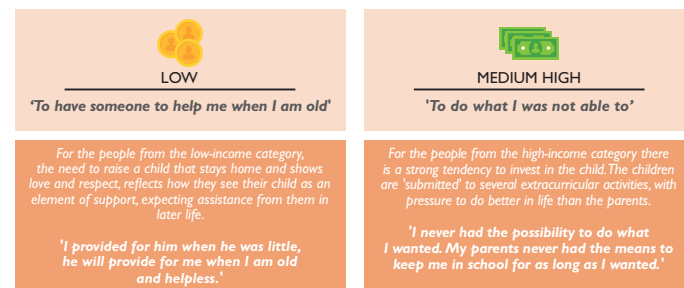 LOW
‘To have someone to help me when I am old'
For the people from the low-income category,
the need to raise a child that stays home and shows
love and respect, reflects how they see their child as an
element of support, expecting assistance from them in
later life.
'I provided for him when he was little,
he will provide for me when I am old
and helpless.'
MEDIUM HIGH
'To do what I was not able to’
For the people from the high-income category there
is a strong tendency to invest in the child. The children
are 'submitted' to several extracurricular activities, with
pressure to do better in life than the parents.
'I never had the possibility to do what
I wanted. My parents never had the means to
keep me in school for as long as I wanted.'